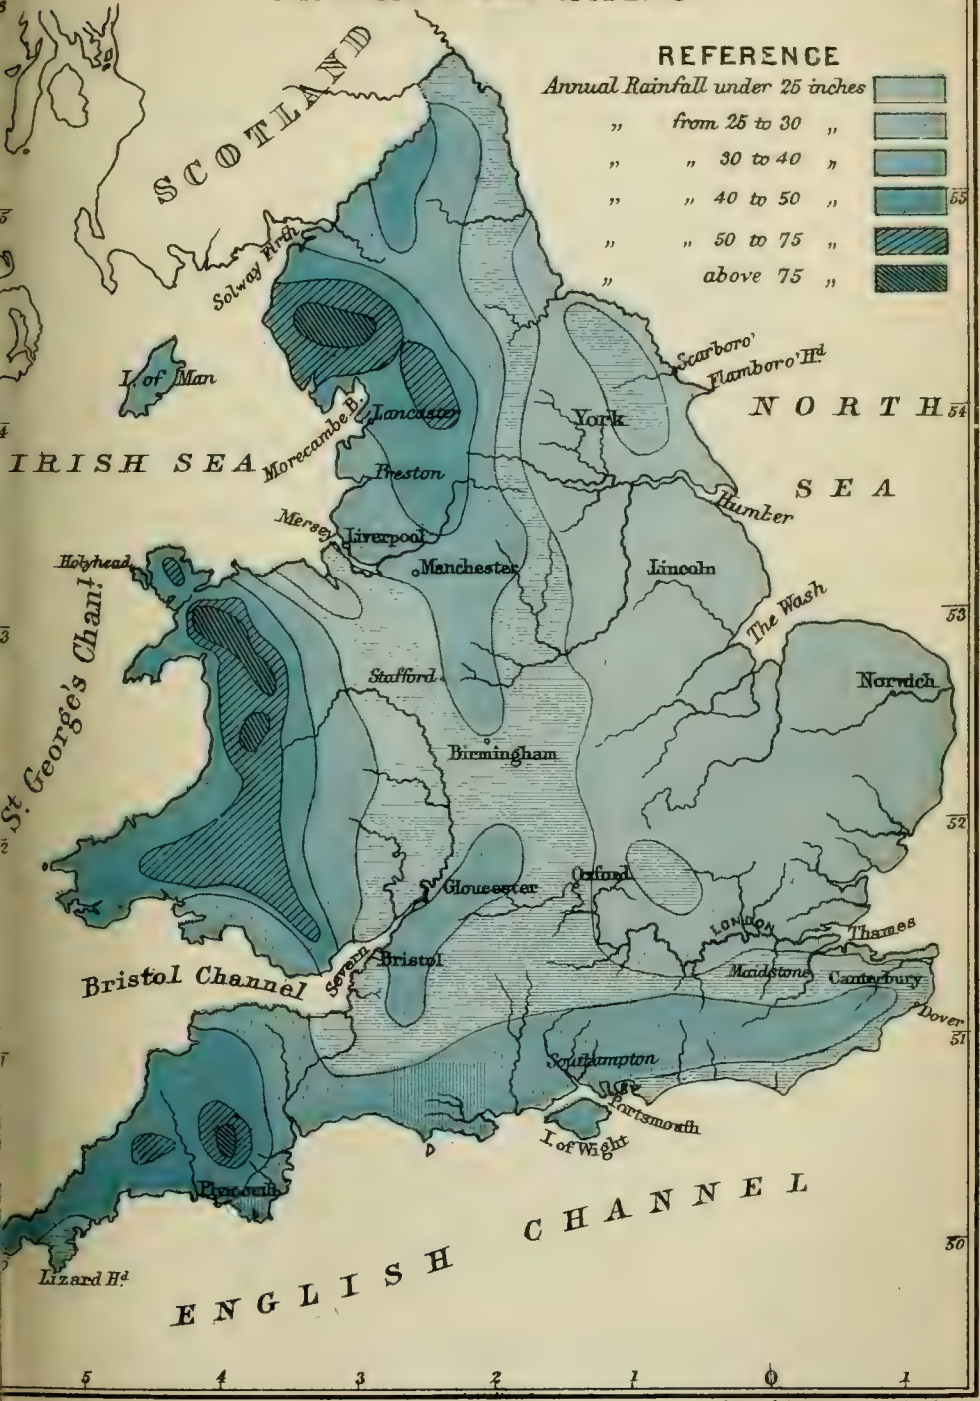 REFERENCE
Annual Rainfall under 25 inches
„ from 25 to 30 „
„ „ 30 to 40 „
„ „ 40 to 50 „
„ „ 50 to 75 „
„ above 75 „
SCOTLAND
Solway Firth
I. of Man
Scarboro'
Flamboro' Hd
NORTH
SEA
Lancaster
York
Morecambe B.
IRISH SEA
Preston
Humber
Mersey
Liverpool
Holyhead
Manchester
Lincoln
The Wash
St. George's Chanl
Stafford
Norwich
Birmingham
Gloucester
Oxford
LONDON
Thames
Severn
Bristol
Maidstone
Canterbury
Bristol Channel
Dover
Southampton
Portsmouth
I. of Wight
Plymouth
ENGLISH CHANNEL
Lizard Hd.
55
54
53
52
51
50
5 4 3 2 1 0 1